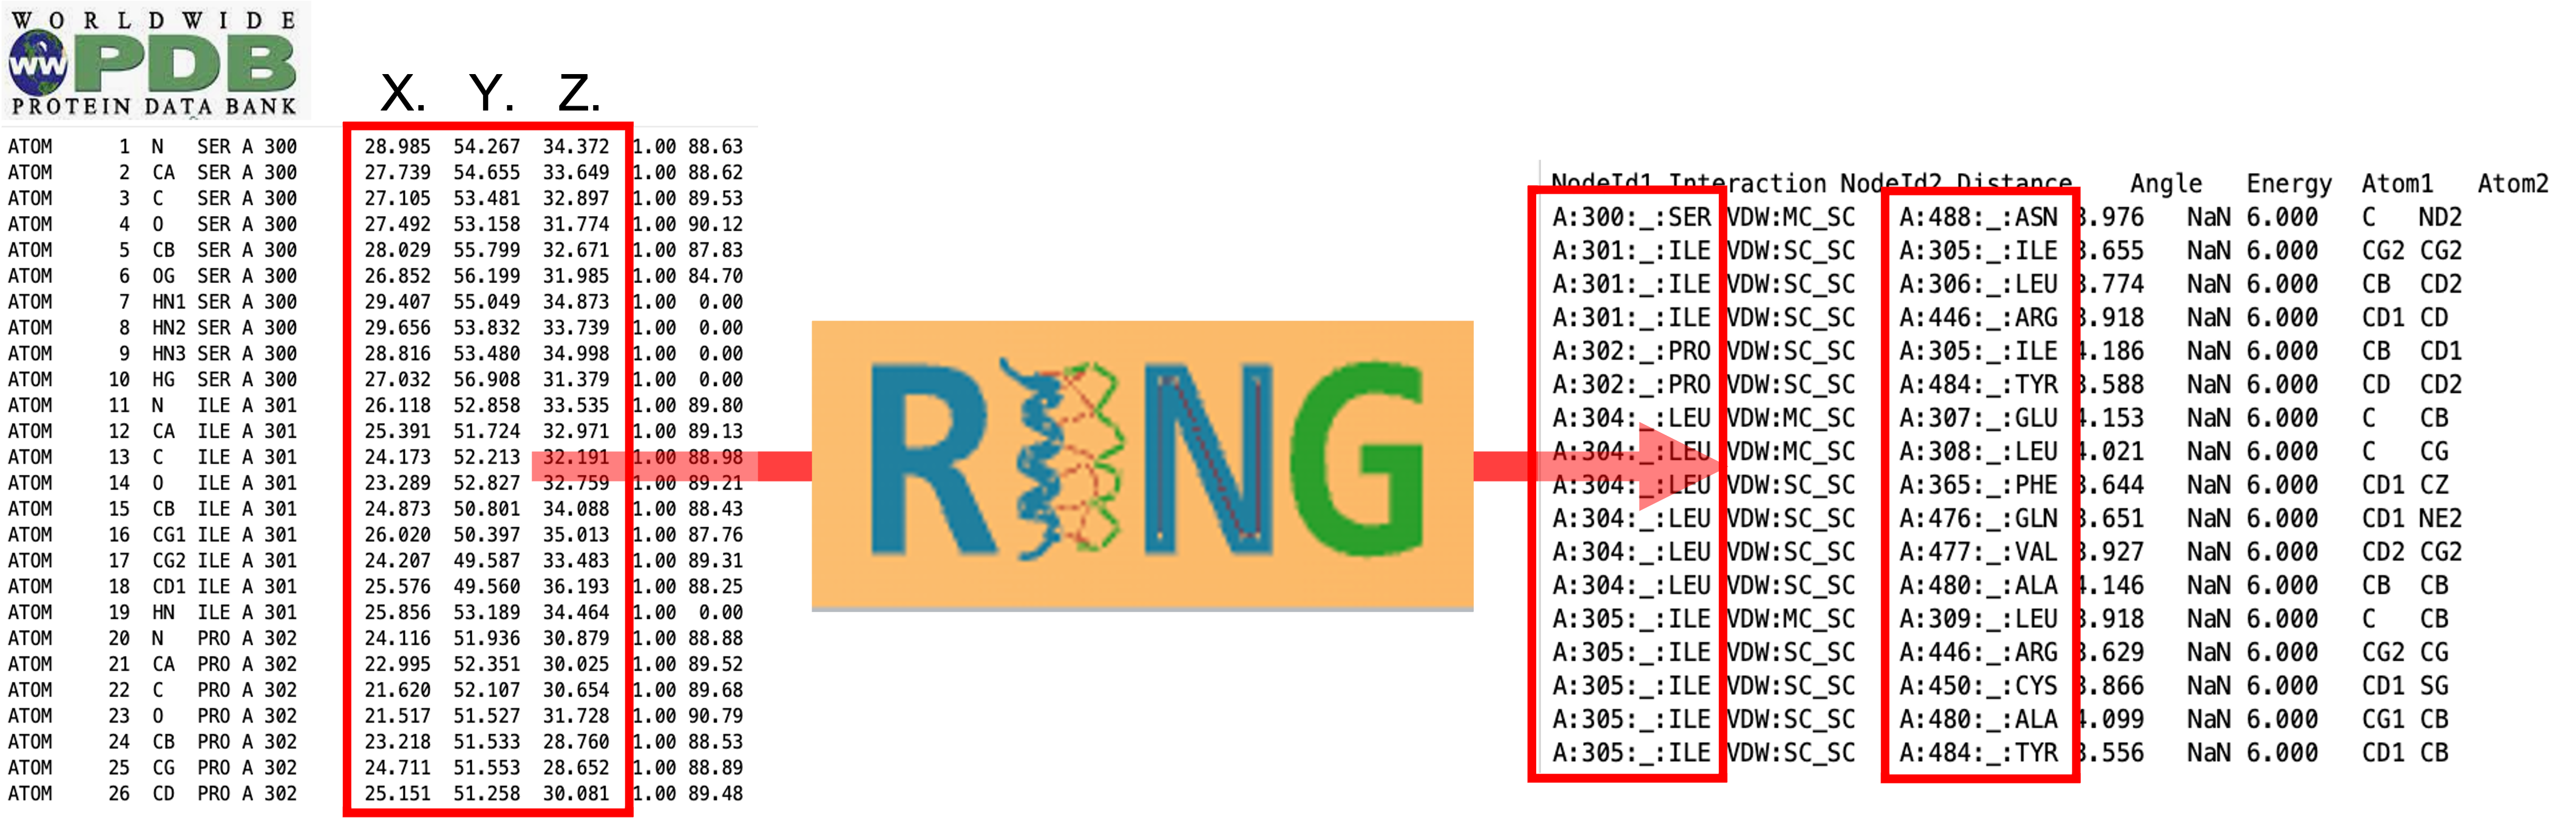 WORLDWIDE
wwPDB
PROTEIN DATA BANK
X. Y. Z.
ATOM 1 N SER A 300 28.985 54.267 34.372 1.00 88.63
ATOM 2 CA SER A 300 27.739 54.655 33.649 1.00 88.62
ATOM 3 C SER A 300 27.105 53.481 32.897 1.00 89.53
ATOM 4 O SER A 300 27.492 53.158 31.774 1.00 90.12
ATOM 5 CB SER A 300 28.029 55.799 32.671 1.00 87.83
ATOM 6 OG SER A 300 26.852 56.199 31.985 1.00 84.70
ATOM 7 HN1 SER A 300 29.407 55.049 34.873 1.00 0.00
ATOM 8 HN2 SER A 300 29.656 53.832 33.739 1.00 0.00
ATOM 9 HN3 SER A 300 28.816 53.480 34.998 1.00 0.00
ATOM 10 HG SER A 300 27.032 56.908 31.379 1.00 0.00
ATOM 11 N ILE A 301 26.118 52.858 33.535 1.00 89.80
ATOM 12 CA ILE A 301 25.391 51.724 32.971 1.00 89.13
ATOM 13 C ILE A 301 24.173 52.213 32.191 1.00 88.98
ATOM 14 O ILE A 301 23.289 52.827 32.759 1.00 89.21
ATOM 15 CB ILE A 301 24.873 50.801 34.088 1.00 88.43
ATOM 16 CG1 ILE A 301 26.020 50.397 35.013 1.00 87.76
ATOM 17 CG2 ILE A 301 24.207 49.587 33.483 1.00 89.31
ATOM 18 CD1 ILE A 301 25.576 49.560 36.193 1.00 88.25
ATOM 19 HN ILE A 301 25.856 53.189 34.464 1.00 0.00
ATOM 20 N PRO A 302 24.116 51.936 30.879 1.00 88.88
ATOM 21 CA PRO A 302 22.995 52.351 30.025 1.00 89.52
ATOM 22 C PRO A 302 21.620 52.107 30.654 1.00 89.68
ATOM 23 O PRO A 302 21.517 51.527 31.728 1.00 90.79
ATOM 24 CB PRO A 302 23.218 51.533 28.760 1.00 88.53
ATOM 25 CG PRO A 302 24.711 51.553 28.652 1.00 88.89
ATOM 26 CD PRO A 302 25.151 51.258 30.081 1.00 89.48
RING
NodeId1 Interaction NodeId2 Distance Angle Energy Atom1 Atom2
A:300:_:SER VDW:MC_SC A:488:_:ASN 3.976 NaN 6.000 C ND2
A:301:_:ILE VDW:SC_SC A:305:_:ILE 3.655 NaN 6.000 CG2 CG2
A:301:_:ILE VDW:SC_SC A:306:_:LEU 3.774 NaN 6.000 CB CD2
A:301:_:ILE VDW:SC_SC A:446:_:ARG 3.918 NaN 6.000 CD1 CD
A:302:_:PRO VDW:SC_SC A:305:_:ILE 4.186 NaN 6.000 CB CD1
A:302:_:PRO VDW:SC_SC A:484:_:TYR 3.588 NaN 6.000 CD CD2
A:304:_:LEU VDW:MC_SC A:307:_:GLU 4.153 NaN 6.000 C CB
A:304:_:LEU VDW:MC_SC A:308:_:LEU 4.021 NaN 6.000 C CG
A:304:_:LEU VDW:SC_SC A:365:_:PHE 3.644 NaN 6.000 CD1 CZ
A:304:_:LEU VDW:SC_SC A:476:_:GLN 3.651 NaN 6.000 CD1 NE2
A:304:_:LEU VDW:SC_SC A:477:_:VAL 3.927 NaN 6.000 CD2 CG2
A:304:_:LEU VDW:SC_SC A:480:_:ALA 4.146 NaN 6.000 CB CB
A:305:_:ILE VDW:MC_SC A:309:_:LEU 3.918 NaN 6.000 C CB
A:305:_:ILE VDW:SC_SC A:446:_:ARG 3.629 NaN 6.000 CG2 CG
A:305:_:ILE VDW:SC_SC A:450:_:CYS 3.866 NaN 6.000 CD1 SG
A:305:_:ILE VDW:SC_SC A:480:_:ALA 4.099 NaN 6.000 CG1 CB
A:305:_:ILE VDW:SC_SC A:484:_:TYR 3.556 NaN 6.000 CD1 CB